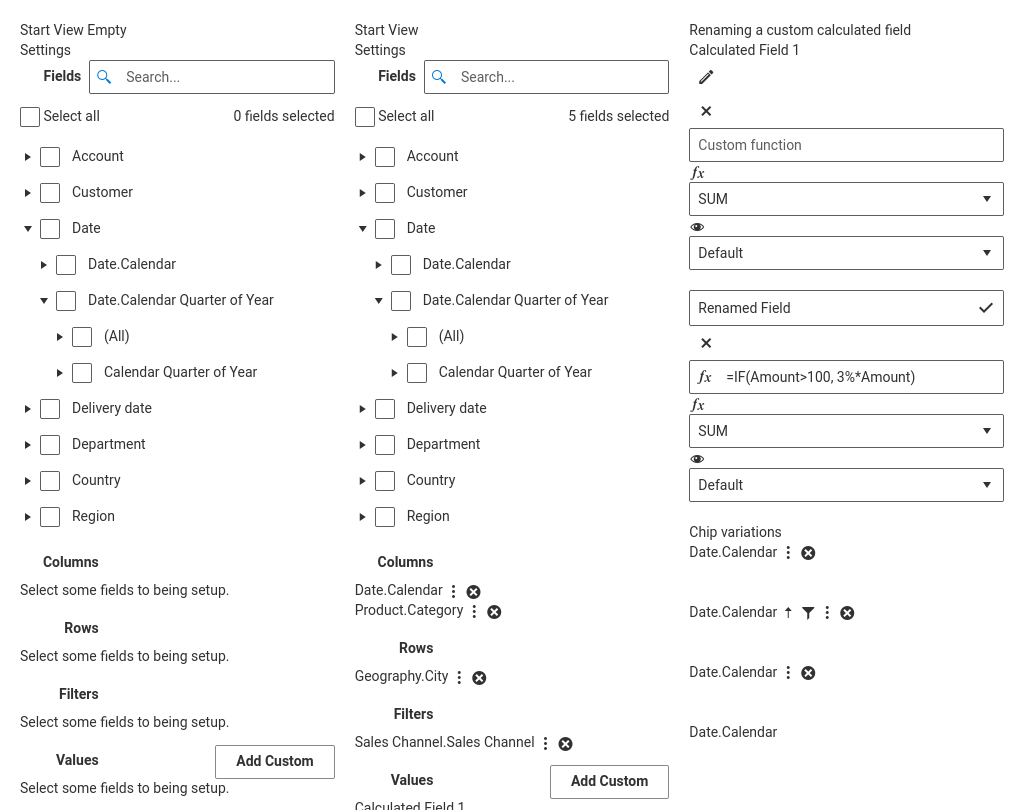 Start View Empty
Settings
Fields
Search...
Select all
0 fields selected
Account
Customer
Date
Date.Calendar
Date.Calendar Quarter of Year
(All)
Calendar Quarter of Year
Delivery date
Department
Country
Region
Columns
Select some fields to being setup.
Rows
Select some fields to being setup.
Filters
Select some fields to being setup.
Values
Add Custom
Select some fields to being setup.
Start View
Settings
Fields
Search...
Select all
5 fields selected
Account
Customer
Date
Date.Calendar
Date.Calendar Quarter of Year
(All)
Calendar Quarter of Year
Delivery date
Department
Country
Region
Columns
Date.Calendar
Product.Category
Rows
Geography.City
Filters
Sales Channel.Sales Channel
Values
Add Custom
Calculated Field 1
Renaming a custom calculated field
Calculated Field 1
Custom function
fx
SUM
Default
Renamed Field
fx =IF(Amount>100, 3%*Amount)
fx
SUM
Default
Chip variations
Date.Calendar
Date.Calendar
Date.Calendar
Date.Calendar